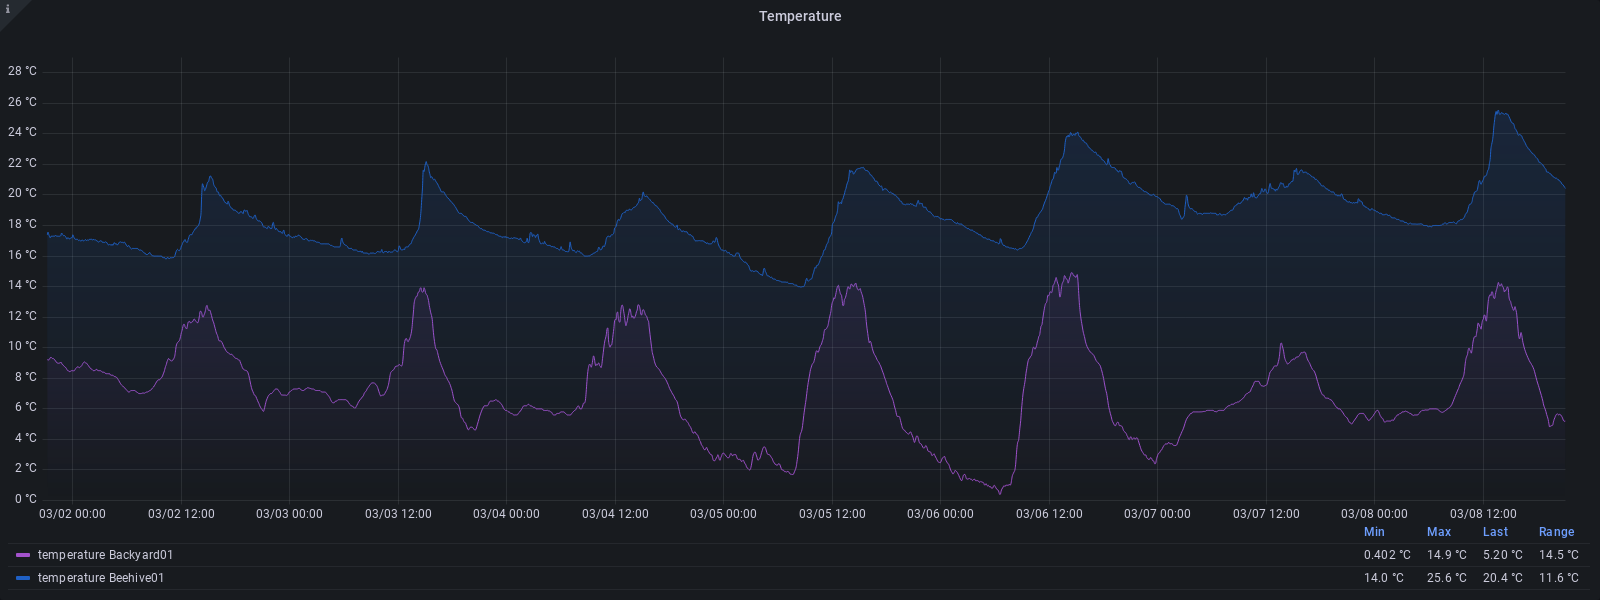 i
Temperature
28 °C
26 °C
24 °C
22 °C
20 °C
18 °C
16 °C
14 °C
12 °C
10 °C
8 °C
6 °C
4 °C
2 °C
0 °C
03/02 00:00 03/02 12:00 03/03 00:00 03/03 12:00 03/04 00:00 03/04 12:00 03/05 00:00 03/05 12:00 03/06 00:00 03/06 12:00 03/07 00:00 03/07 12:00 03/08 00:00 03/08 12:00
Min Max Last Range
temperature Backyard01 0.402 °C 14.9 °C 5.20 °C 14.5 °C
temperature Beehive01 14.0 °C 25.6 °C 20.4 °C 11.6 °C